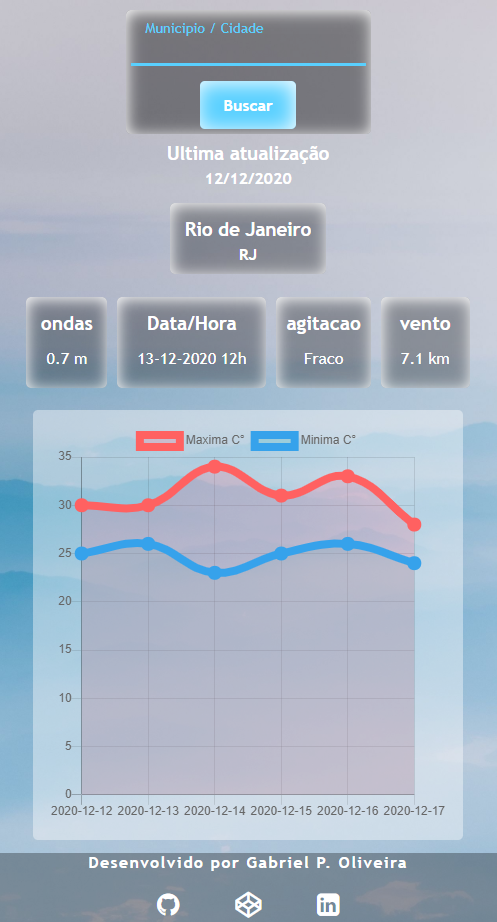 Municipio / Cidade
Buscar
Ultima atualização
12/12/2020
Rio de Janeiro
RJ
ondas Data/Hora agitacao vento
0.7 m 13-12-2020 12h Fraco 7.1 km
Maxima C° Minima C°
35
30
25
20
15
10
5
0
2020-12-12 2020-12-13 2020-12-14 2020-12-15 2020-12-16 2020-12-17
Desenvolvido por Gabriel P. Oliveira
in